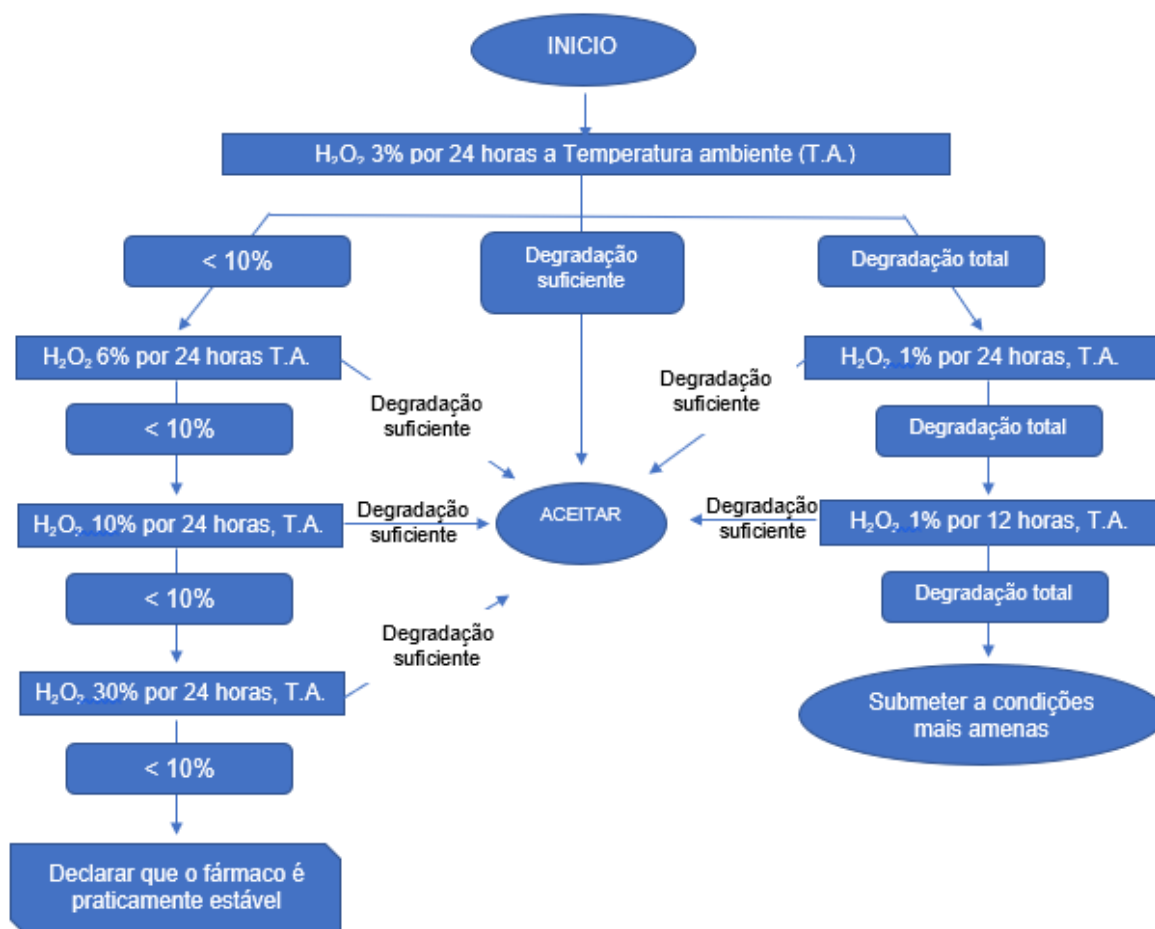 INICIO
H₂O₂ 3% por 24 horas a Temperatura ambiente (T.A.)
< 10%
Degradação
suficiente
Degradação total
H₂O₂ 6% por 24 horas T.A.
H₂O₂ 1% por 24 horas, T.A.
Degradação
suficiente
Degradação
suficiente
< 10%
Degradação total
H₂O₂ 10% por 24 horas, T.A.
Degradação
suficiente
ACEITAR
Degradação
suficiente
H₂O₂ 1% por 12 horas, T.A.
< 10%
Degradação total
Degradação
suficiente
H₂O₂ 30% por 24 horas, T.A.
Submeter a condições
mais amenas
< 10%
Declarar que o fármaco é
praticamente estável